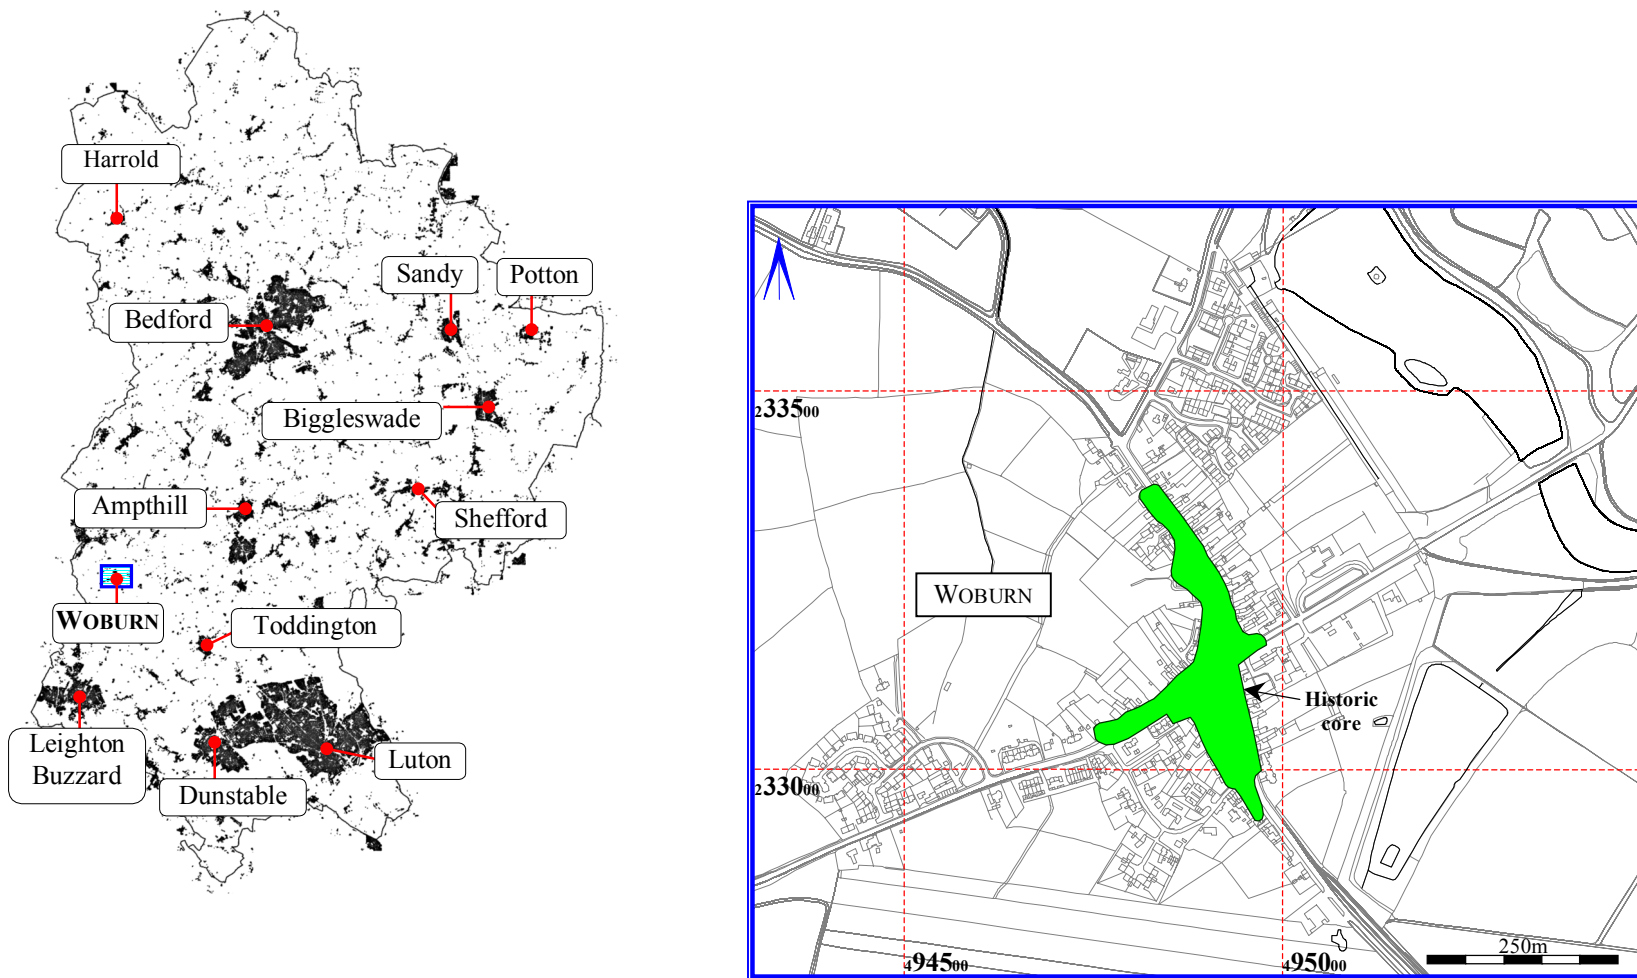 Harrold
Sandy
Potton
Bedford
Biggleswade
Ampthill
Shefford
WOBURN
Toddington
Leighton
Buzzard
Luton
Dunstable
233500
WOBURN
Historic
core
233000
494500
495000
250m